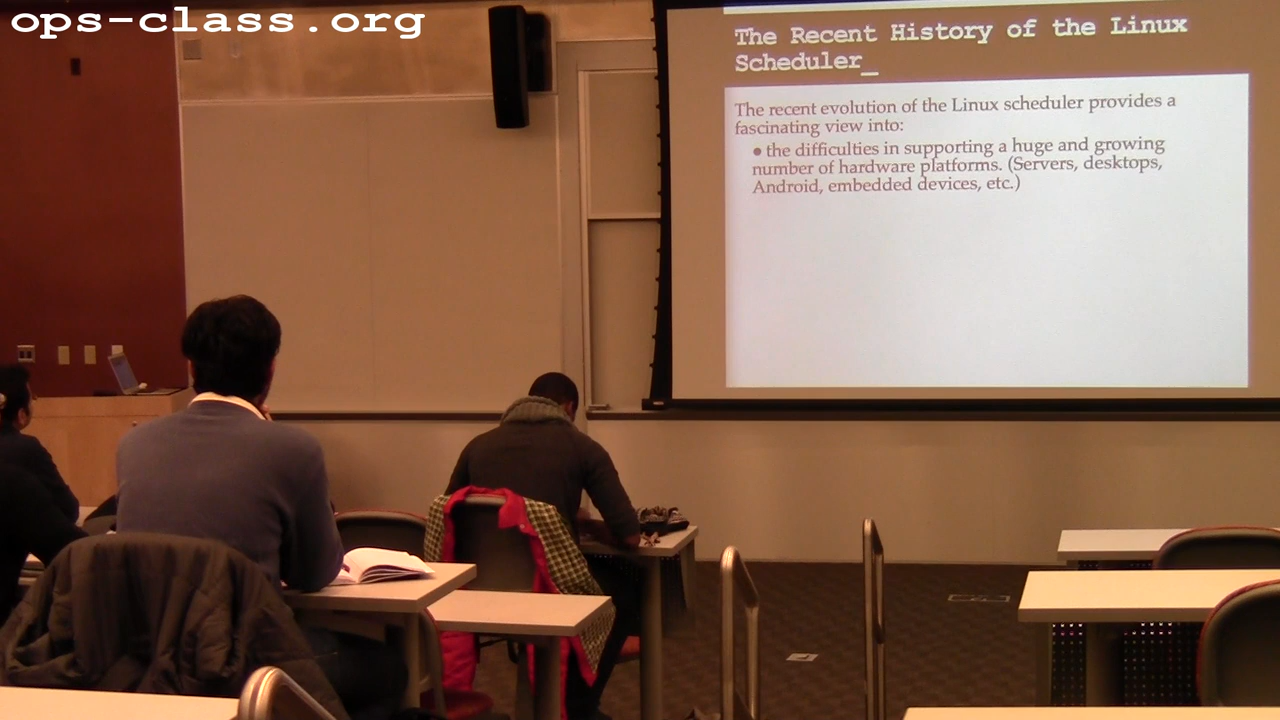 ops-class.org
The Recent History of the Linux
Scheduler_
The recent evolution of the Linux scheduler provides a
fascinating view into:
• the difficulties in supporting a huge and growing
number of hardware platforms. (Servers, desktops,
Android, embedded devices, etc.)